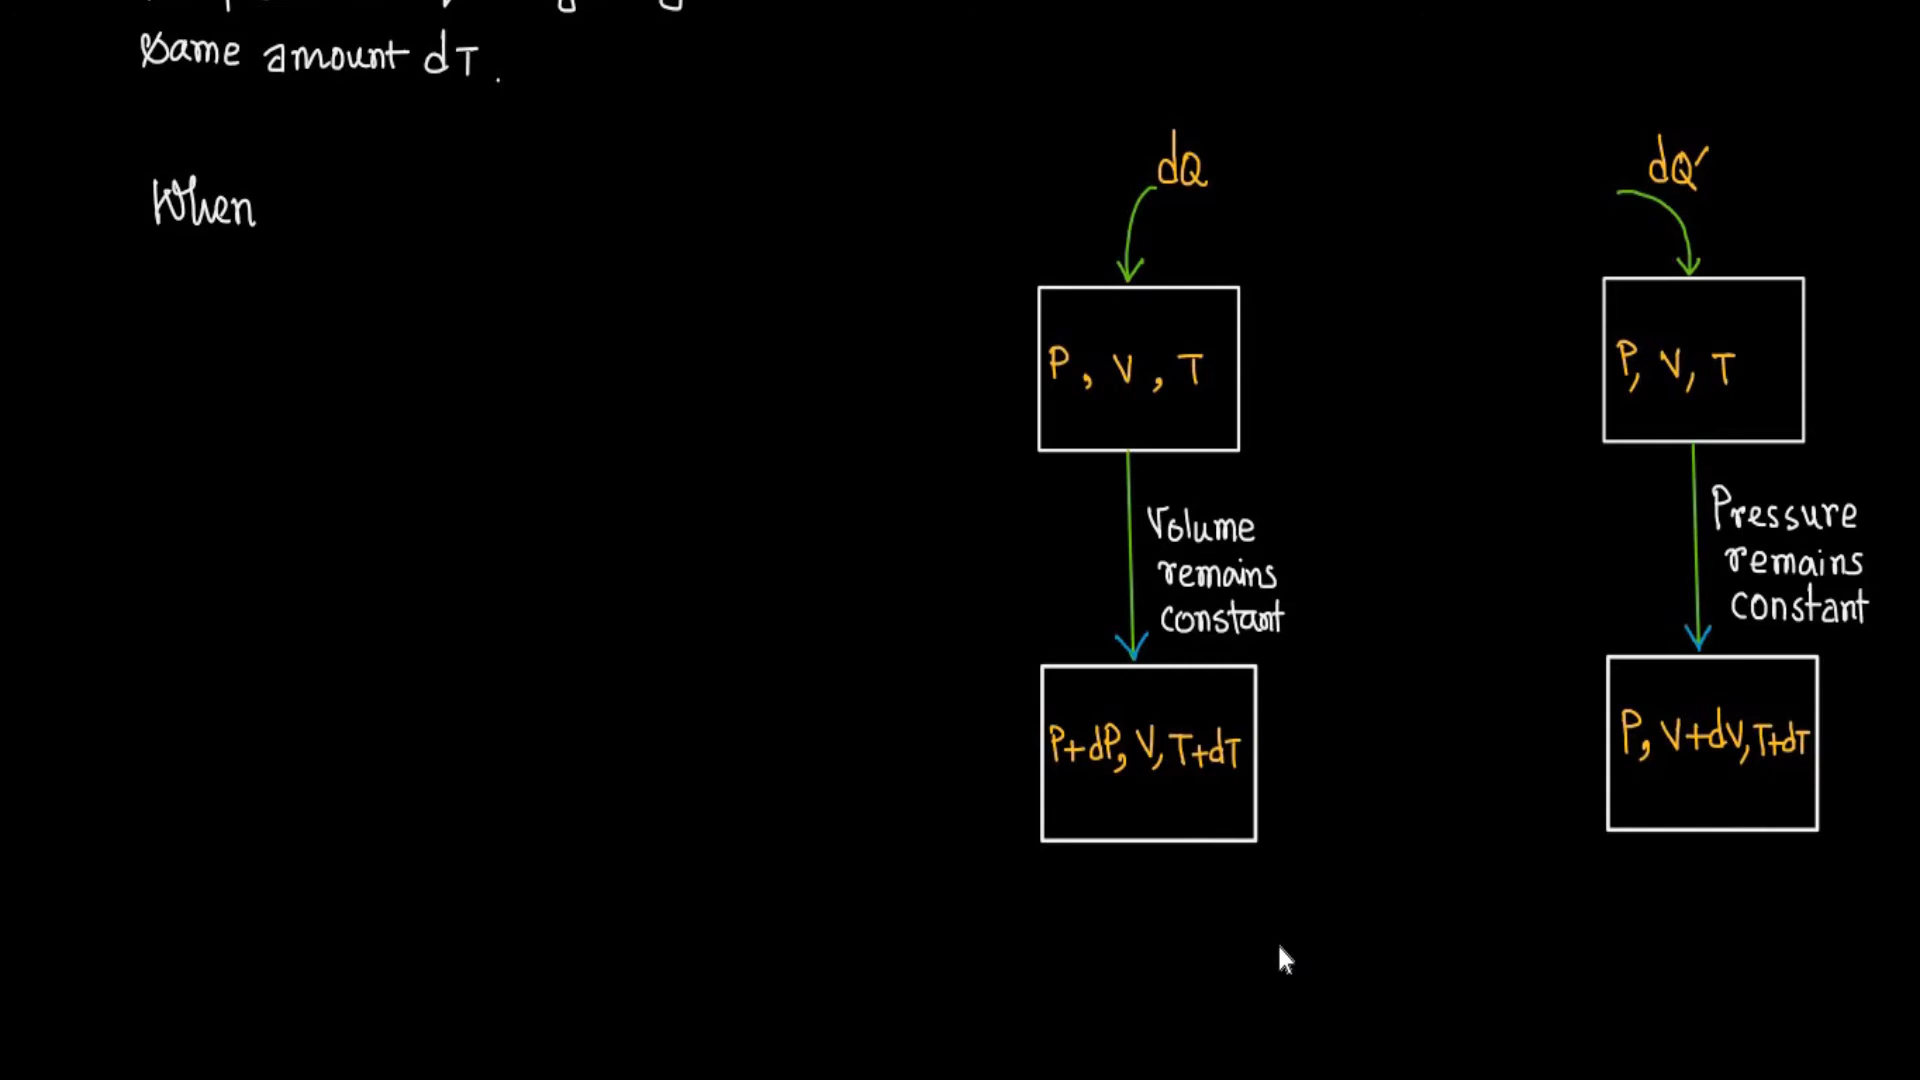 same amount dT.
When
dQ
P, V, T
Volume
remains
constant
P+dP, V, T+dT
dQ′
P, V, T
Pressure
remains
constant
P, V+dV, T+dT